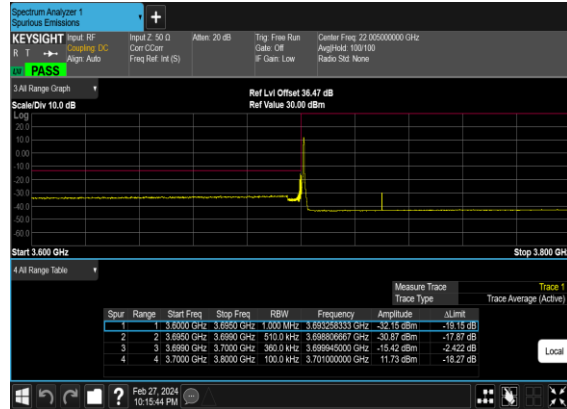 Spectrum Analyzer 1
Spurious Emissions
KEYSIGHT Input: RF Input Z: 50 Ω Atten: 20 dB Trig: Free Run Center Freq: 22.005000000 GHz
R T Coupling: DC Corr CCorr Gate: Off Avg|Hold: 100/100
Align: Auto Freq Ref: Int (S) IF Gain: Low Radio Std: None
PASS
3 All Range Graph Ref Lvl Offset 36.47 dB
Scale/Div 10.0 dB Ref Value 30.00 dBm
Log
20.0
10.0
0.00
-10.0
-20.0
-30.0
-40.0
-50.0
-60.0
Start 3.600 GHz Stop 3.800 GH
4 All Range Table
Measure Trace Trace 1
Trace Type Trace Average (Active)
Spur Range Start Freq Stop Freq RBW Frequency Amplitude ΔLimit
1 1 3.6000 GHz 3.6950 GHz 1.000 MHz 3.693258333 GHz -32.15 dBm -19.15 dB
2 2 3.6950 GHz 3.6990 GHz 510.0 kHz 3.698806667 GHz -30.87 dBm -17.87 dB
3 3 3.6990 GHz 3.7000 GHz 360.0 kHz 3.699945000 GHz -15.42 dBm -2.422 dB
4 4 3.7000 GHz 3.8000 GHz 100.0 kHz 3.701000000 GHz 11.73 dBm -18.27 dB
Local
? Feb 27, 2024
10:15:44 PM